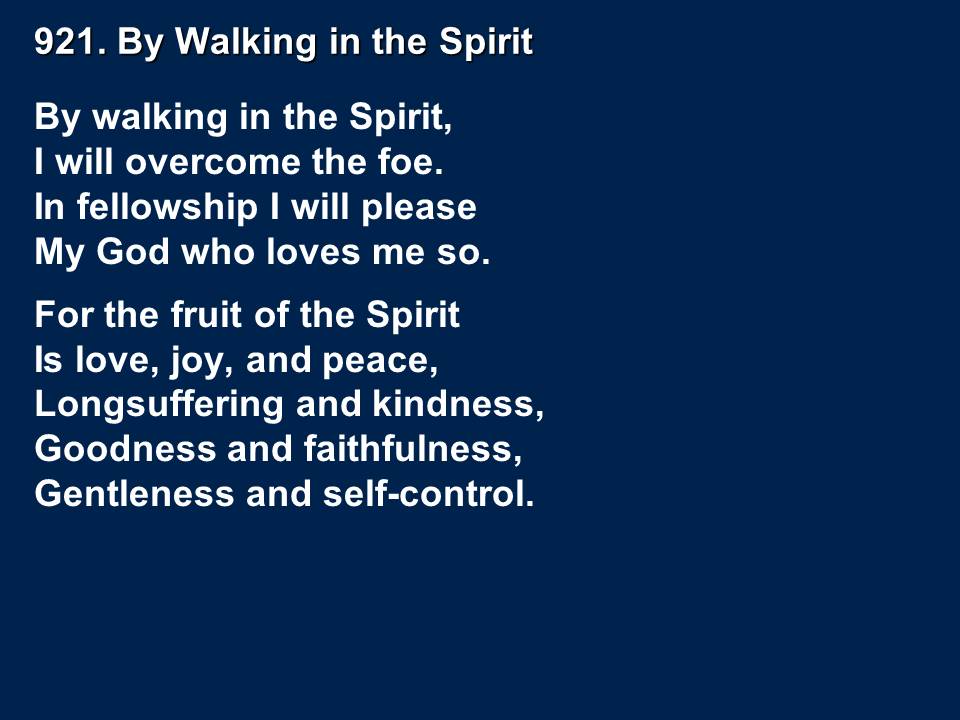 921. By Walking in the Spirit
By walking in the Spirit,
I will overcome the foe.
In fellowship I will please
My God who loves me so.
For the fruit of the Spirit
Is love, joy, and peace,
Longsuffering and kindness,
Goodness and faithfulness,
Gentleness and self-control.